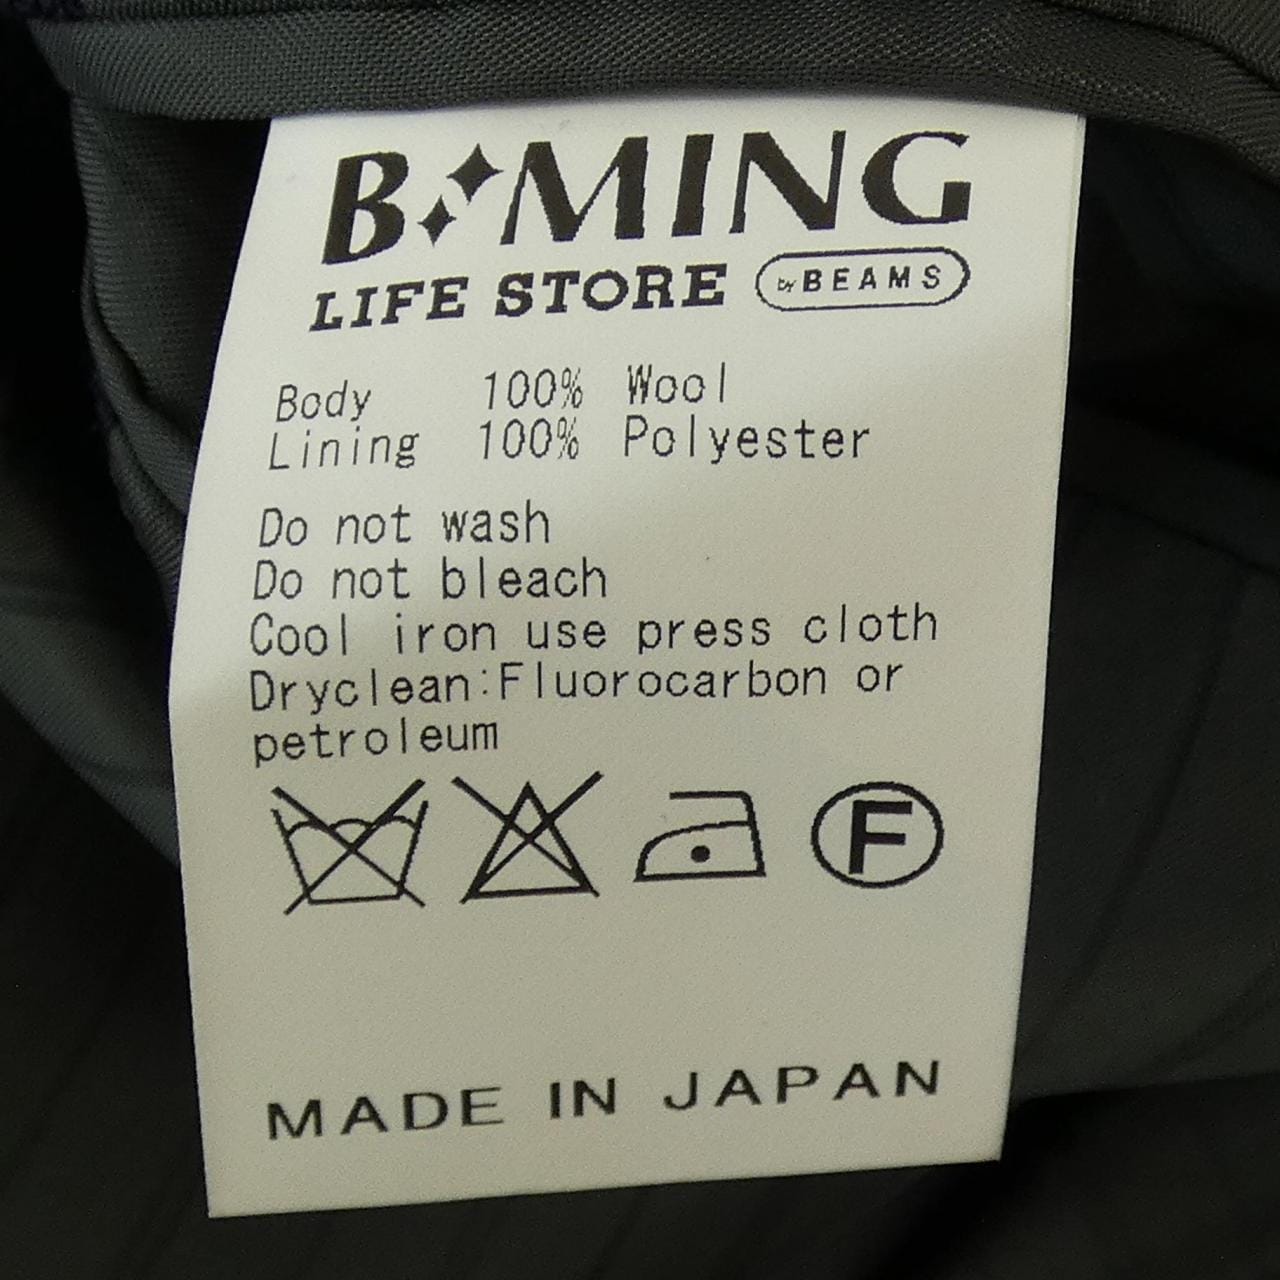 B MING
LIFE STORE by BEAMS
Body 100% Wool
Lining 100% Polyester
Do not wash
Do not bleach
Cool iron use press cloth
Dryclean:Fluorocarbon or
petroleum
F
MADE IN JAPAN